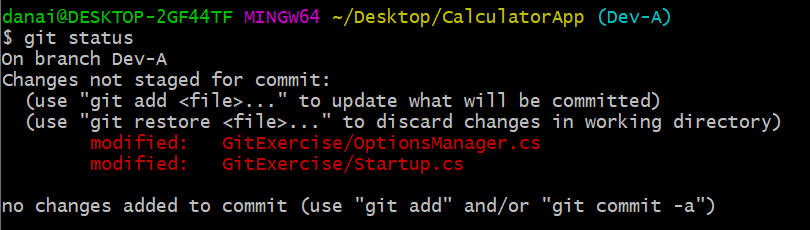 danai@DESKTOP-2GF44TF MINGW64 ~/Desktop/CalculatorApp (Dev-A)
$ git status
On branch Dev-A
Changes not staged for commit:
  (use "git add <file>..." to update what will be committed)
  (use "git restore <file>..." to discard changes in working directory)
        modified:   GitExercise/OptionsManager.cs
        modified:   GitExercise/Startup.cs

no changes added to commit (use "git add" and/or "git commit -a")